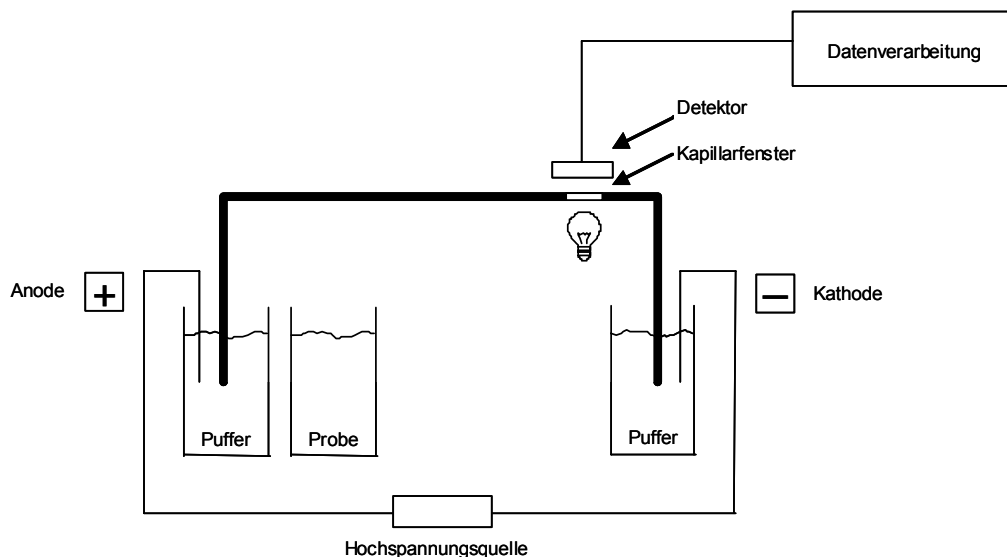 Datenverarbeitung
Detektor
Kapillarfenster
Anode
+
−
Kathode
Puffer
Probe
Puffer
Hochspannungsquelle